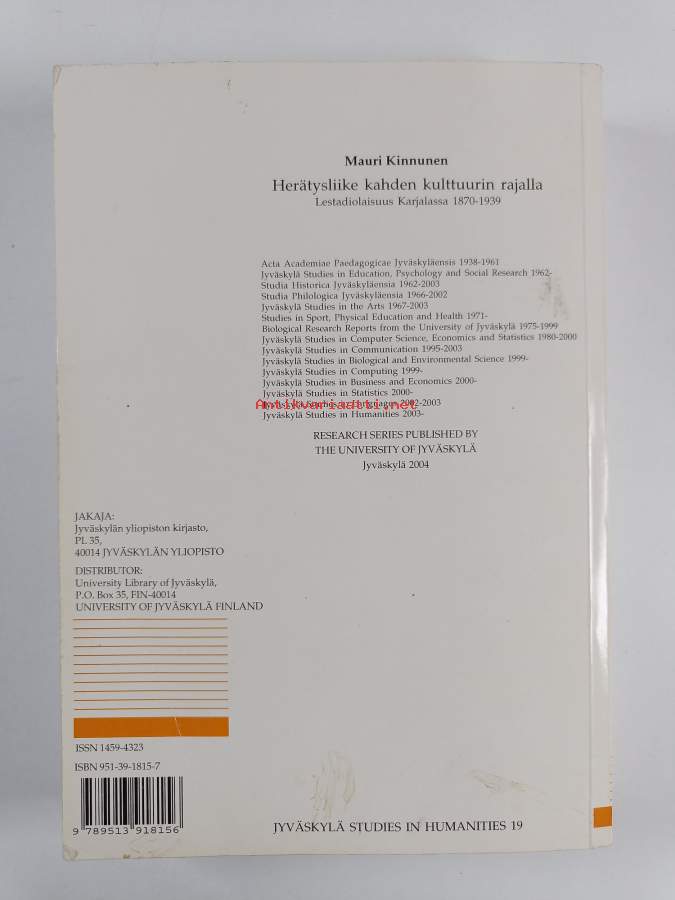 Mauri Kinnunen
Herätysliike kahden kulttuurin rajalla
Lestadiolaisuus Karjalassa 1870-1939
Acta Academiae Paedagogicae Jyväskyläensis 1938-1961
Jyväskylä Studies in Education, Psychology and Social Research 1962-
Studia Historica Jyväskyläensia 1962-2003
Studia Philologica Jyväskyläensia 1966-2002
Jyväskylä Studies in the Arts 1967-2003
Studies in Sport, Physical Education and Health 1971-
Biological Research Reports from the University of Jyväskylä 1975-1999
Jyväskylä Studies in Computer Science, Economics and Statistics 1980-2000
Jyväskylä Studies in Communication 1995-2003
Jyväskylä Studies in Biological and Environmental Science 1999-
Jyväskylä Studies in Computing 1999-
Jyväskylä Studies in Business and Economics 2000-
Jyväskylä Studies in Statistics 2000-
Jyväskylä Studies in Languages 2002-2003
Antikvariaatti.net
Jyväskylä Studies in Humanities 2003-
RESEARCH SERIES PUBLISHED BY
THE UNIVERSITY OF JYVÄSKYLÄ
Jyväskylä 2004
JAKAJA:
Jyväskylän yliopiston kirjasto,
PL 35,
40014 JYVÄSKYLÄN YLIOPISTO
DISTRIBUTOR:
University Library of Jyväskylä,
P.O. Box 35, FIN-40014
UNIVERSITY OF JYVÄSKYLÄ FINLAND
ISSN 1459-4323
ISBN 951-39-1815-7
9 789513 918156
JYVÄSKYLÄ STUDIES IN HUMANITIES 19